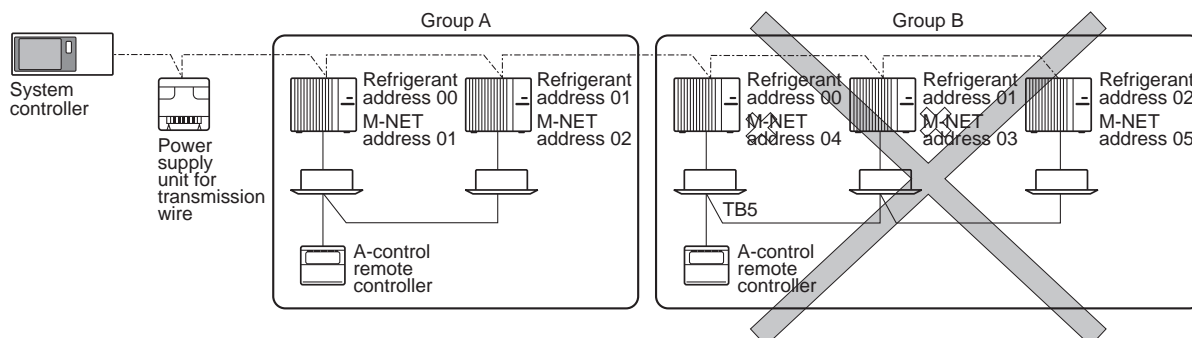 Group A
Group B
System
controller
Power
supply
unit for
transmission
wire
Refrigerant
address 00
M-NET
address 01
Refrigerant
address 01
M-NET
address 02
A-control
remote
controller
Refrigerant
address 00
M-NET
address 04
Refrigerant
address 01
M-NET
address 03
Refrigerant
address 02
M-NET
address 05
TB5
A-control
remote
controller